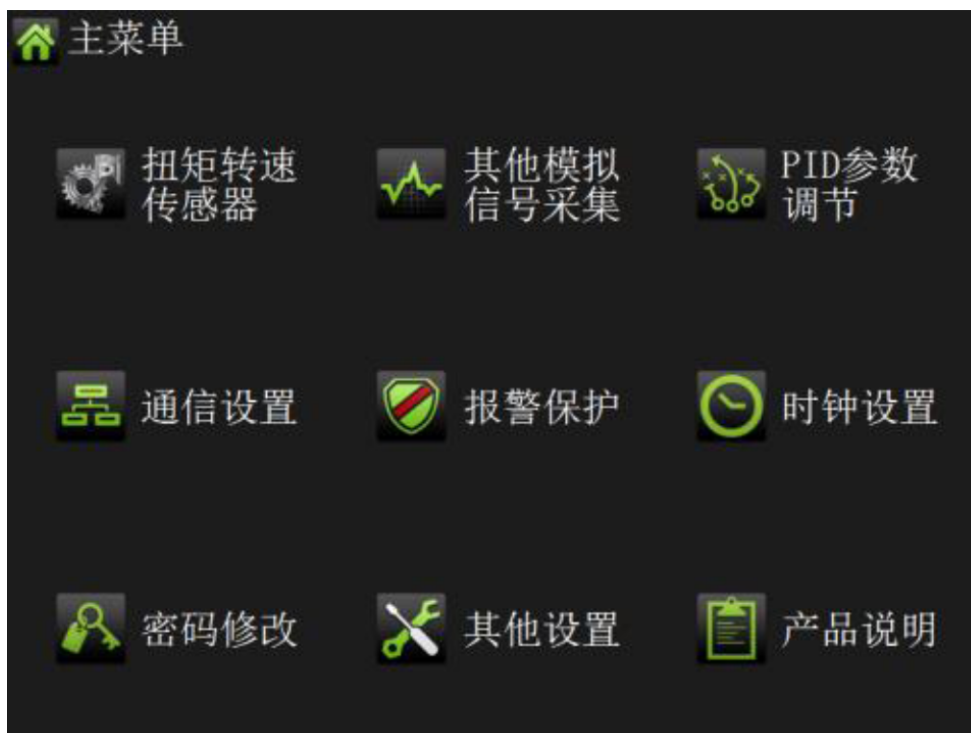 主菜单
扭矩转速
传感器
其他模拟
信号采集
PID参数
调节
通信设置
报警保护
时钟设置
密码修改
其他设置
产品说明